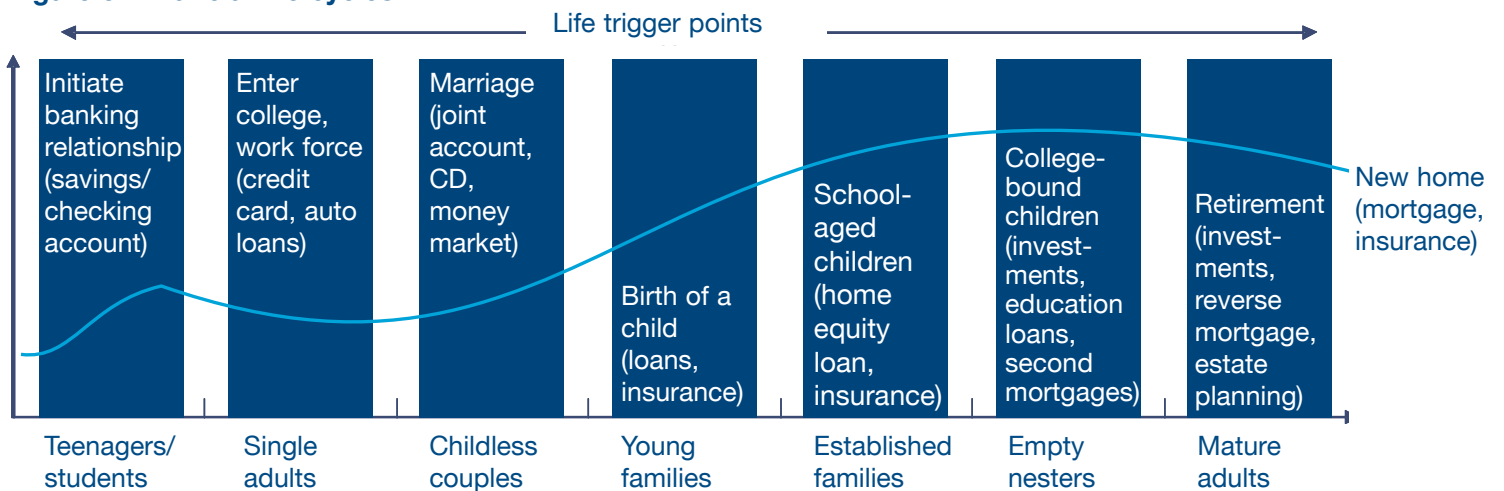 Life trigger points
Initiate
banking
relationship
(savings/
checking
account)
Enter
college,
work force
(credit
card, auto
loans)
Marriage
(joint
account,
CD,
money
market)
Birth of a
child
(loans,
insurance)
School-
aged
children
(home
equity
loan,
insurance)
College-
bound
children
(invest-
ments,
education
loans,
second
mortgages)
Retirement
(invest-
ments,
reverse
mortgage,
estate
planning)
New home
(mortgage,
insurance)
Teenagers/
students
Single
adults
Childless
couples
Young
families
Established
families
Empty
nesters
Mature
adults